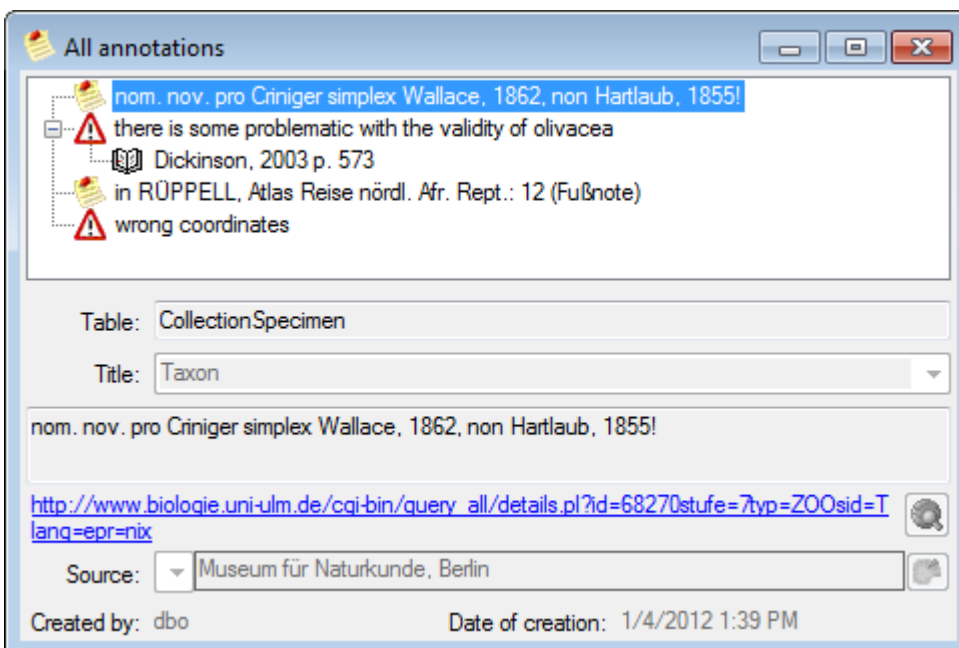 All annotations
nom. nov. pro Criniger simplex Wallace, 1862, non Hartlaub, 1855!
there is some problematic with the validity of olivacea
Dickinson, 2003 p. 573
in RÜPPELL, Atlas Reise nördl. Afr. Rept.: 12 (Fußnote)
wrong coordinates
Table: CollectionSpecimen
Title: Taxon
nom. nov. pro Criniger simplex Wallace, 1862, non Hartlaub, 1855!
http://www.biologie.uni-ulm.de/cgi-bin/query_all/details.pl?id=68270stufe=7typ=ZOOsid=T
lang=epr=nix
Source: Museum für Naturkunde, Berlin
Created by: dbo Date of creation: 1/4/2012 1:39 PM